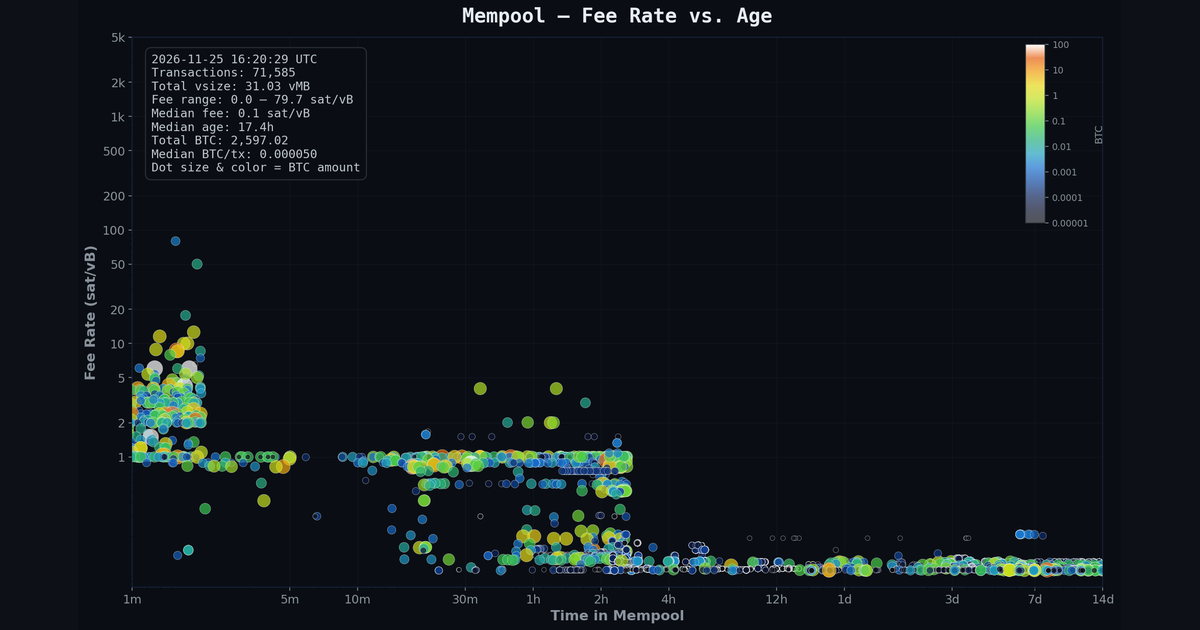 Mempool — Fee Rate vs. Age
2026-11-25 16:20:29 UTC
Transactions: 71,585
Total vsize: 31.03 vMB
Fee range: 0.0 — 79.7 sat/vB
Median fee: 0.1 sat/vB
Median age: 17.4h
Total BTC: 2,597.02
Median BTC/tx: 0.000050
Dot size & color = BTC amount
5k
2k
1k
500
200
100
50
20
10
5
2
1
Fee Rate (sat/vB)
100
10
1
0.1
0.01
0.001
0.0001
0.00001
BTC
1m
5m
10m
30m
1h
2h
4h
12h
1d
3d
7d
14d
Time in Mempool